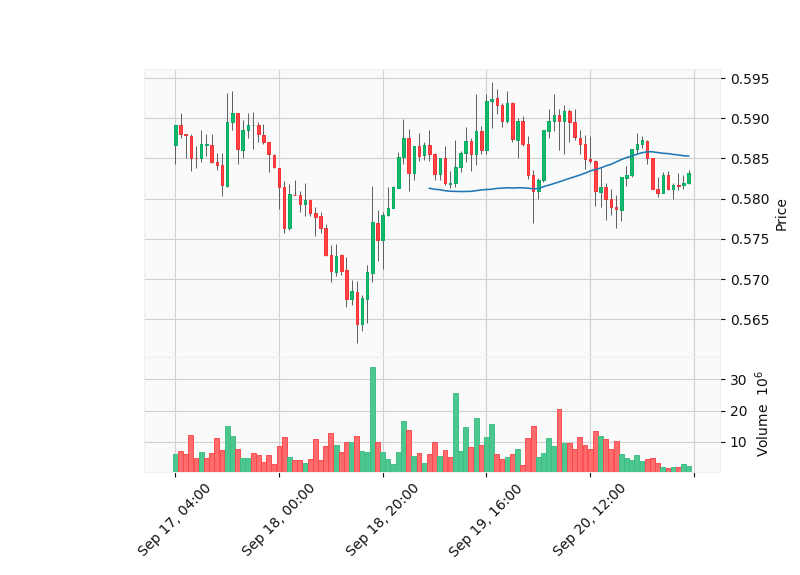 0.595
0.590
0.585
0.580
0.575
0.570
0.565
Price
30
20
10
Volume 10^6
Sep 17, 04:00
Sep 18, 00:00
Sep 18, 20:00
Sep 19, 16:00
Sep 20, 12:00